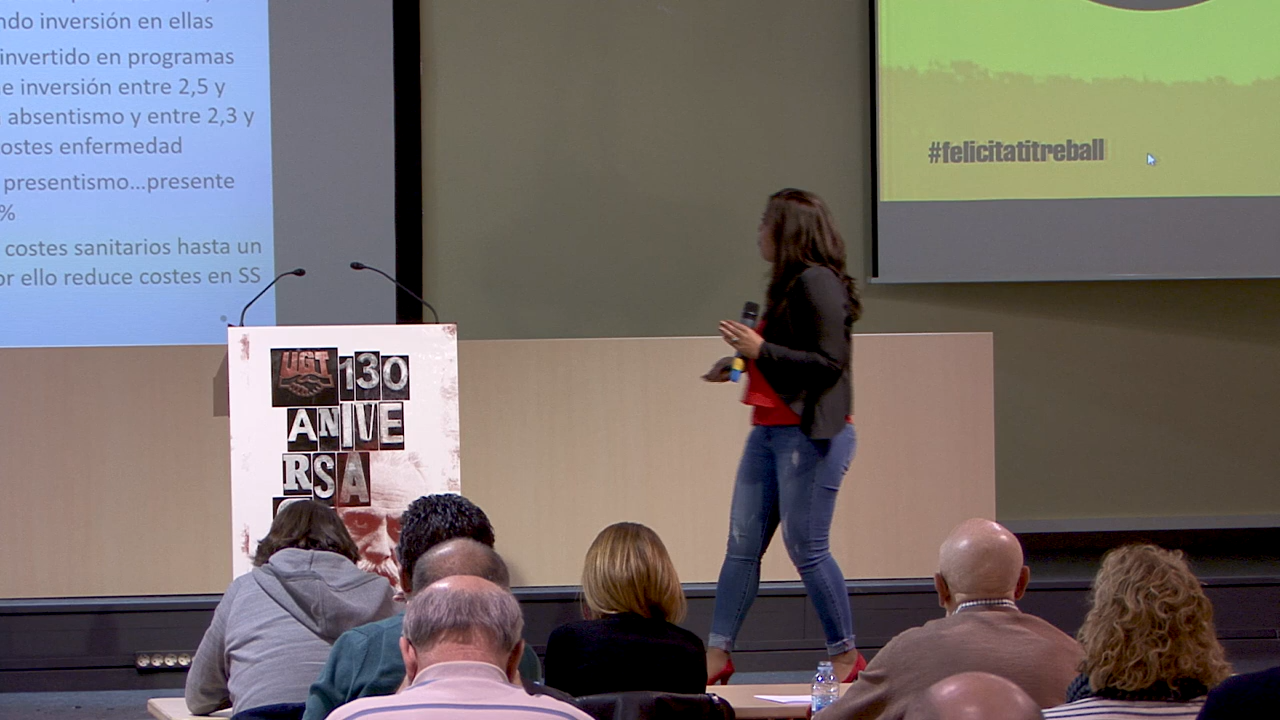 ndo inversión en ellas
invertido en programas
e inversión entre 2,5 y
absentismo y entre 2,3 y
ostes enfermedad
presentismo...presente
%
costes sanitarios hasta un
or ello reduce costes en SS
#felicitatitreball
UGT 130
ANIVE
RSA